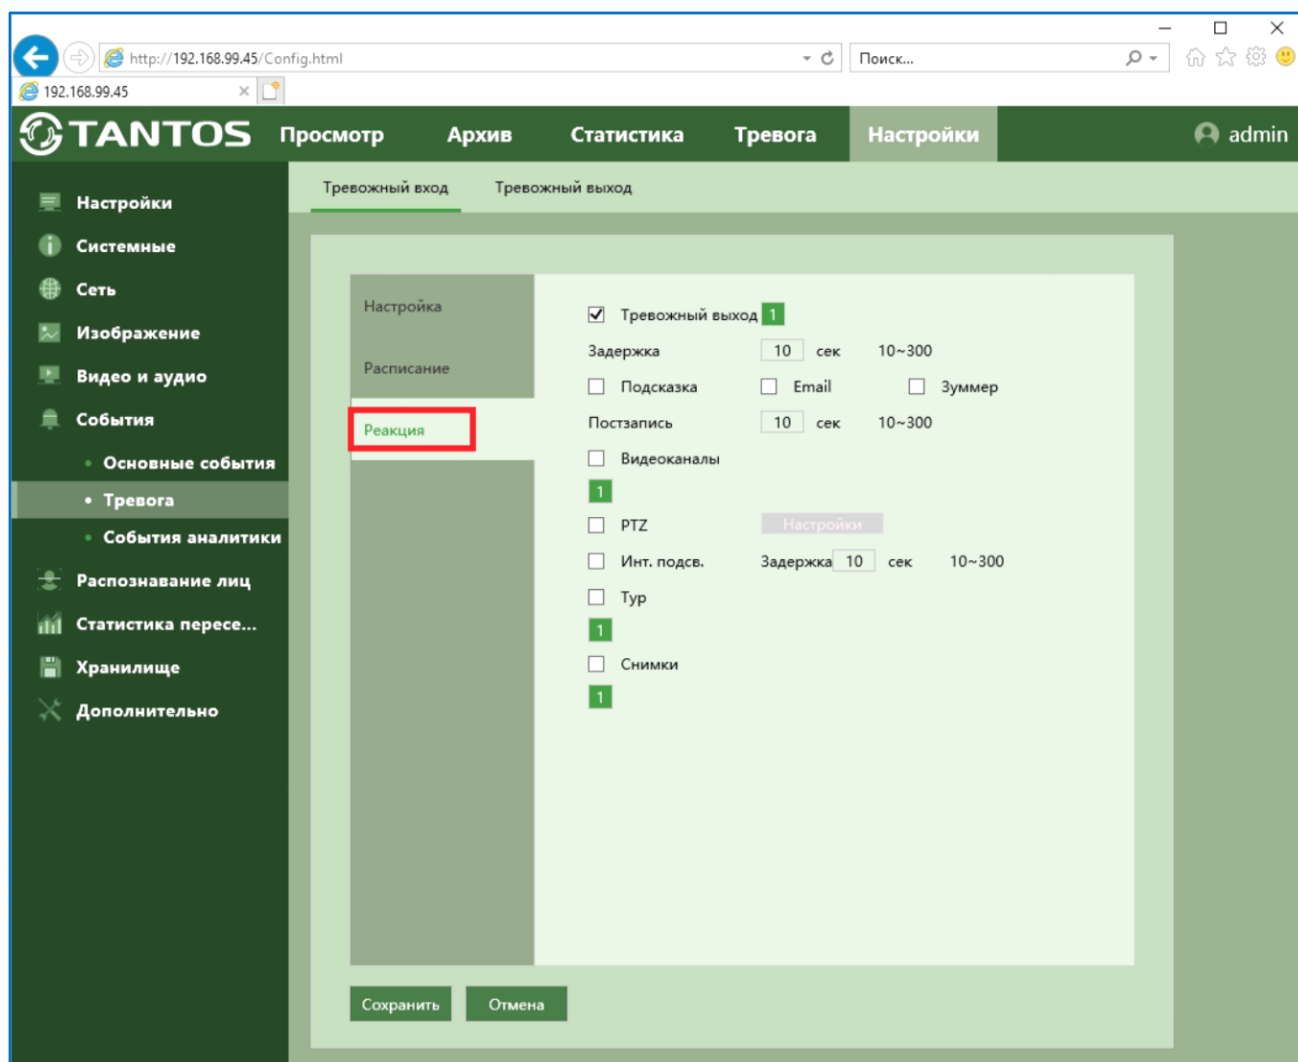 http://192.168.99.45/Config.html
Поиск...
192.168.99.45
TANTOS Просмотр Архив Статистика Тревога Настройки admin
Тревожный вход Тревожный выход
Настройки
Системные
Сеть
Изображение
Видео и аудио
События
Основные события
Тревога
События аналитики
Распознавание лиц
Статистика пересе...
Хранилище
Дополнительно
Настройка
Расписание
Реакция
Тревожный выход 1
Задержка 10 сек 10~300
Подсказка Email Зуммер
Постзапись 10 сек 10~300
Видеоканалы
1
PTZ Настройки
Инт. подсв. Задержка 10 сек 10~300
Тур
1
Снимки
1
Сохранить Отмена